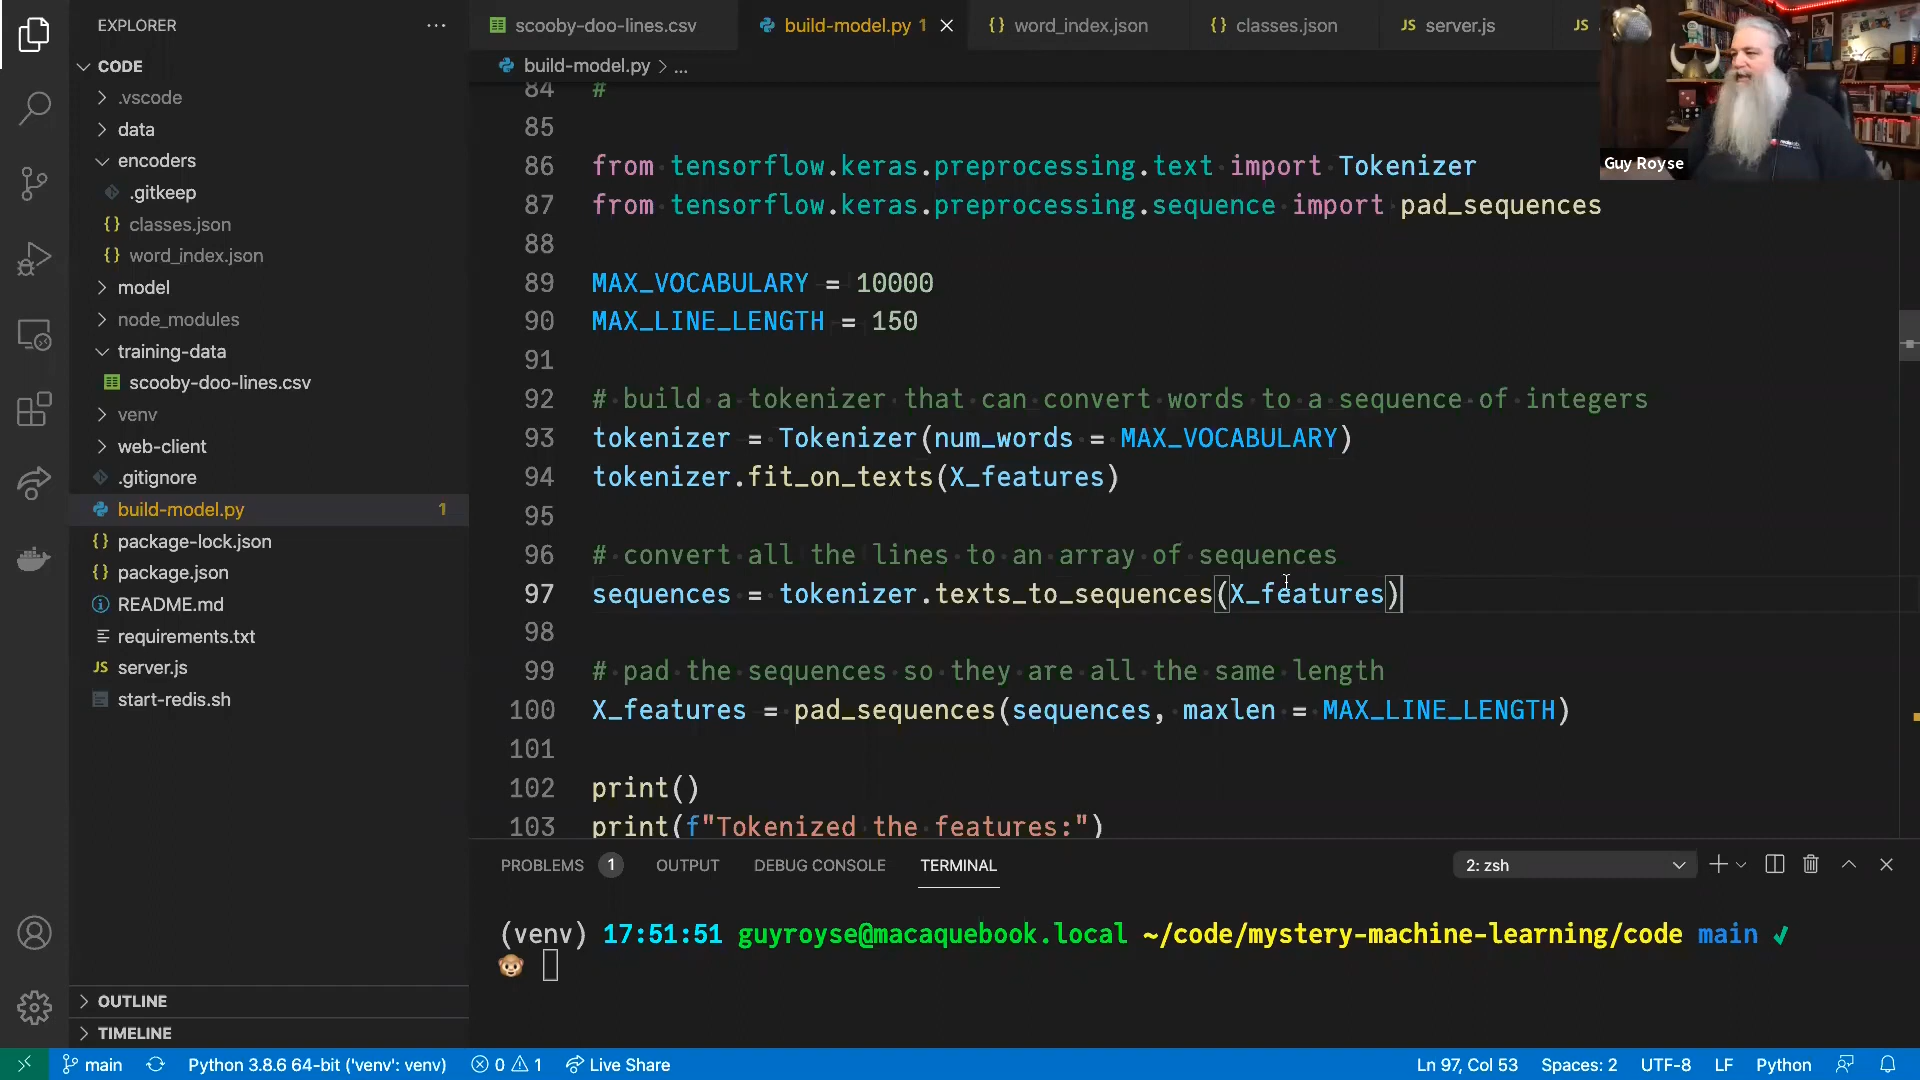 EXPLORER
scooby-doo-lines.csv
build-model.py 1
word_index.json
classes.json
JS server.js
JS
build-model.py > ...
CODE
.vscode
data
encoders
.gitkeep
classes.json
word_index.json
model
node_modules
training-data
scooby-doo-lines.csv
venv
web-client
.gitignore
build-model.py 1
package-lock.json
package.json
README.md
requirements.txt
JS server.js
start-redis.sh
OUTLINE
TIMELINE
84 #
85
86 from tensorflow.keras.preprocessing.text import Tokenizer
87 from tensorflow.keras.preprocessing.sequence import pad_sequences
88
89 MAX_VOCABULARY = 10000
90 MAX_LINE_LENGTH = 150
91
92 # build a tokenizer that can convert words to a sequence of integers
93 tokenizer = Tokenizer(num_words = MAX_VOCABULARY)
94 tokenizer.fit_on_texts(X_features)
95
96 # convert all the lines to an array of sequences
97 sequences = tokenizer.texts_to_sequences(X_features)
98
99 # pad the sequences so they are all the same length
100 X_features = pad_sequences(sequences, maxlen = MAX_LINE_LENGTH)
101
102 print()
103 print(f"Tokenized the features:")
Guy Royse
PROBLEMS 1 OUTPUT DEBUG CONSOLE TERMINAL
2: zsh
(venv) 17:51:51 guyroyse@macaquebook.local ~/code/mystery-machine-learning/code main ✓
main
Python 3.8.6 64-bit ('venv': venv)
0 1
Live Share
Ln 97, Col 53
Spaces: 2
UTF-8
LF
Python